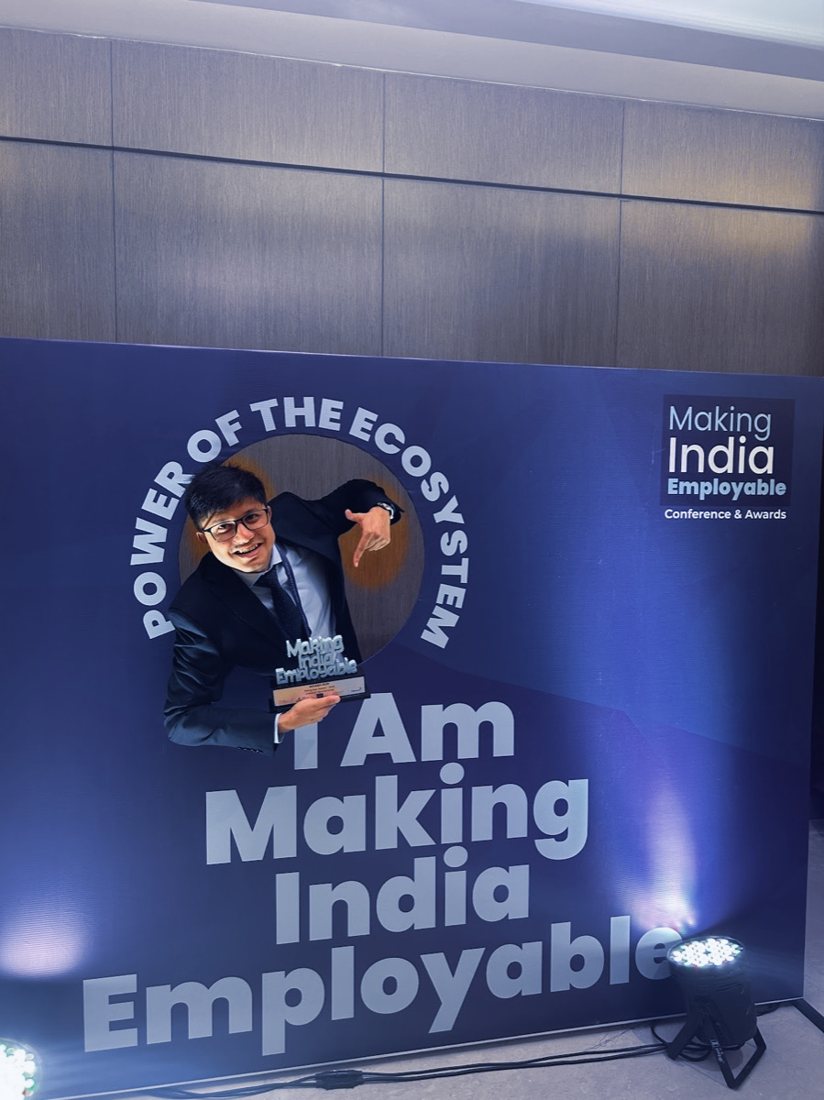 POWER OF THE ECOSYSTEM
Making
India
Employable
Conference & Awards
Making
India
Employable
I Am
Making
India
Employable